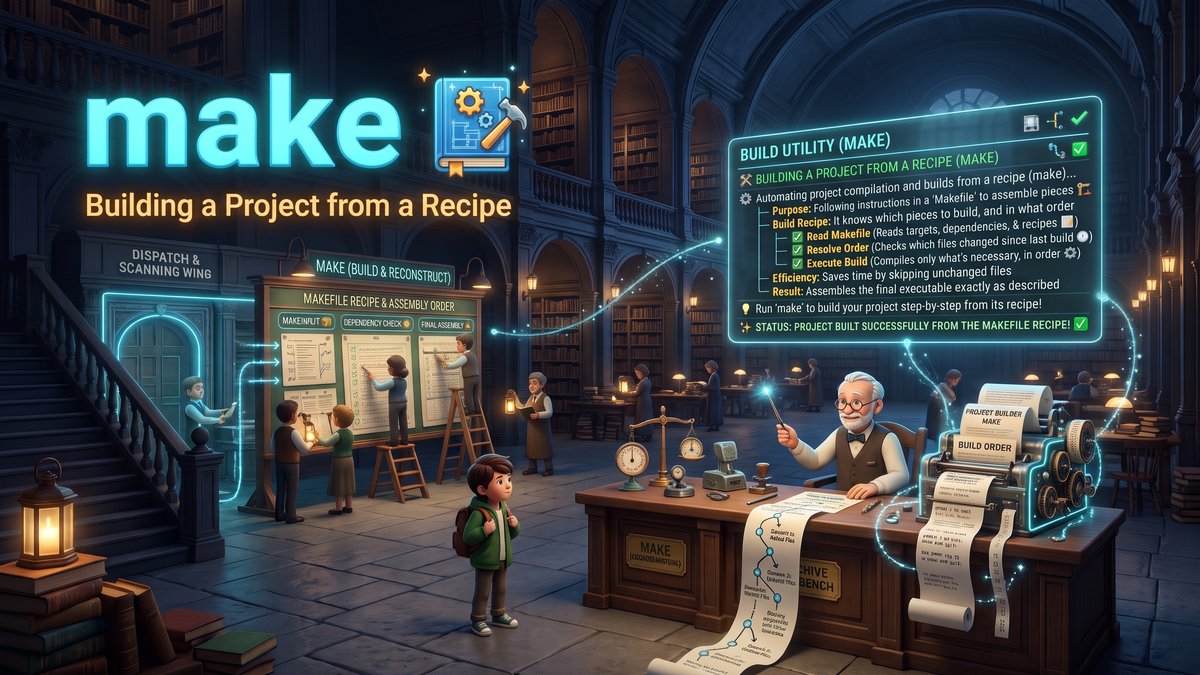 make
Building a Project from a Recipe
DISPATCH &
SCANNING WING
MAKE (BUILD & RECONSTRUCT)
MAKEFILE RECIPE & ASSEMBLY ORDER
MAKEINPUT
DEPENDENCY CHECK
FINAL ASSEMBLY
BUILD UTILITY (MAKE)
BUILDING A PROJECT FROM A RECIPE (MAKE)
Automating project compilation and builds from a recipe (make)...
Purpose: Following instructions in a 'Makefile' to assemble pieces
Build Recipe: It knows which pieces to build, and in what order
Read Makefile (Reads targets, dependencies, & recipes)
Resolve Order (Checks which files changed since last build)
Execute Build (Compiles only what's necessary, in order)
Efficiency: Saves time by skipping unchanged files
Result: Assembles the final executable exactly as described
Run 'make' to build your project step-by-step from its recipe!
STATUS: PROJECT BUILT SUCCESSFULLY FROM THE MAKEFILE RECIPE!
PROJECT BUILDER
MAKE
BUILD ORDER
MAKE